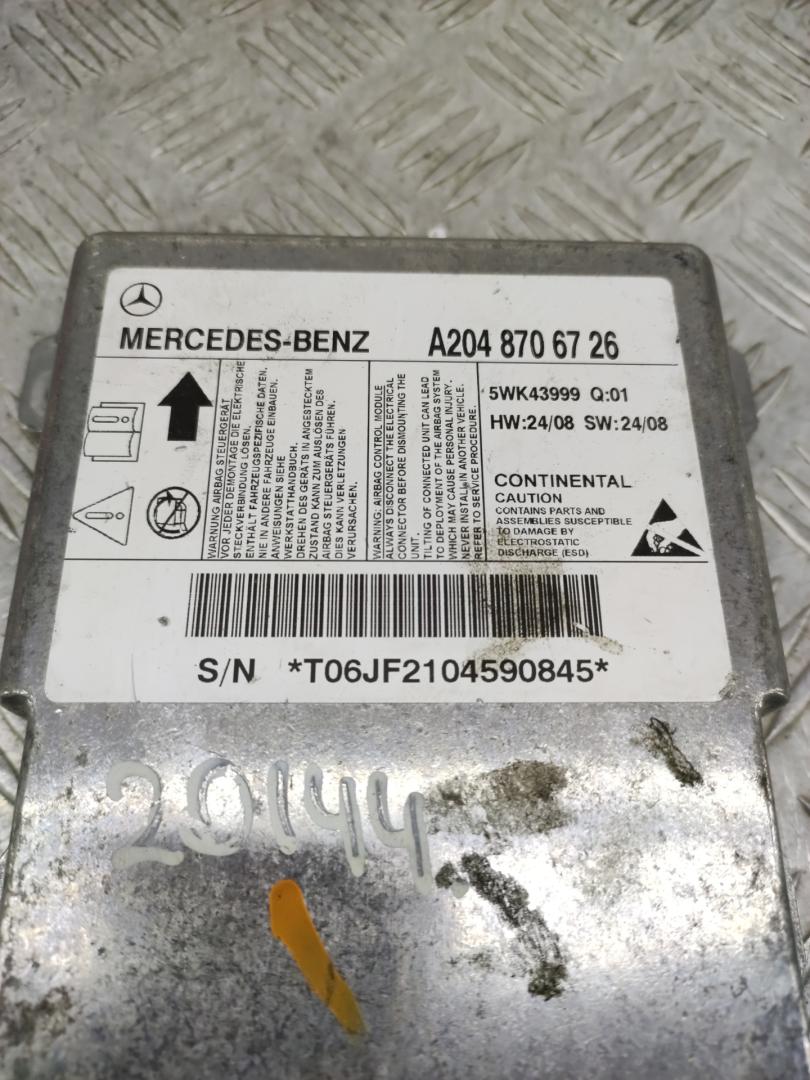 MERCEDES-BENZ A204 870 67 26
WARNUNG AIRBAG STEUERGERÄT
VOR JEDER DEMONTAGE DIE ELEKTRISCHE
STECKVERBINDUNG LÖSEN.
ENTHÄLT FAHRZEUGSPEZIFISCHE DATEN.
NIE IN ANDERE FAHRZEUGE EINBAUEN.
ANWEISUNGEN SIEHE
WERKSTATTHANDBUCH.
DREHEN DES GERÄTS IN ANGESTECKTEM
ZUSTAND KANN ZUM AUSLÖSEN DES
AIRBAG STEUERGERÄTS FÜHREN.
DIES KANN VERLETZUNGEN
VERURSACHEN.
WARNING: AIRBAG CONTROL MODULE
ALWAYS DISCONNECT THE ELECTRICAL
CONNECTOR BEFORE DISMOUNTING THE
UNIT.
TILTING OF CONNECTED UNIT CAN LEAD
TO DEPLOYMENT OF THE AIRBAG SYSTEM
WHICH MAY CAUSE PERSONAL INJURY.
NEVER INSTALL IN ANOTHER VEHICLE.
REFER TO SERVICE PROCEDURE.
5WK43999 Q:01
HW:24/08 SW:24/08
CONTINENTAL
CAUTION
CONTAINS PARTS AND
ASSEMBLIES SUSCEPTIBLE
TO DAMAGE BY
ELECTROSTATIC
DISCHARGE (ESD)
S/N *T06JF2104590845*
20144.